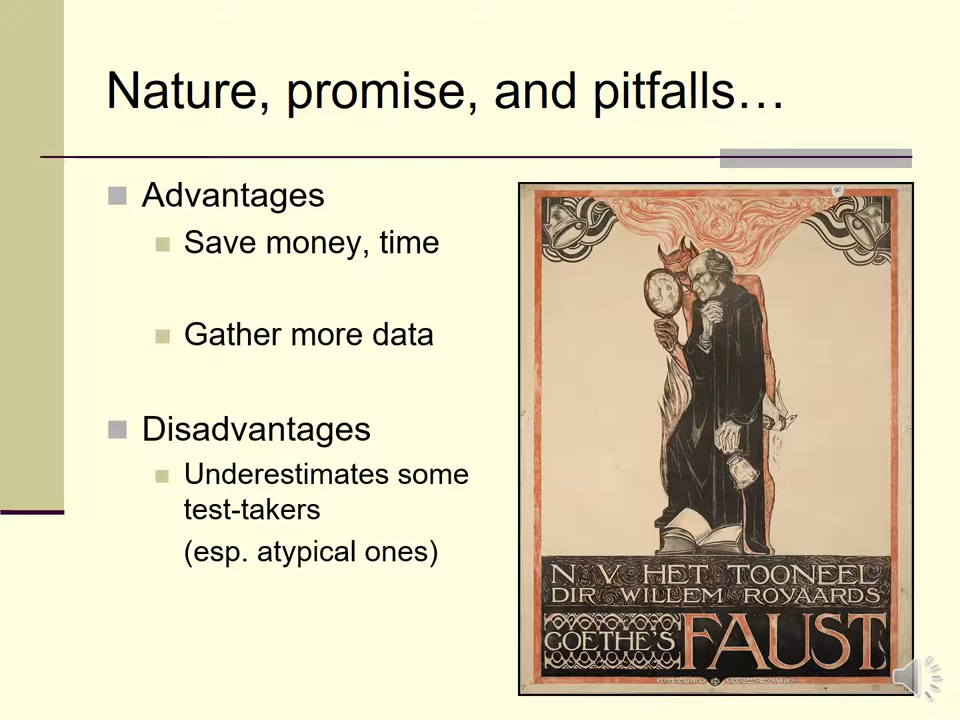 Nature, promise, and pitfalls…
Advantages
Save money, time
Gather more data
Disadvantages
Underestimates some
test-takers
(esp. atypical ones)
N.V. HET TOONEEL
DIR WILLEM ROYAARDS
GOETHE'S FAUST